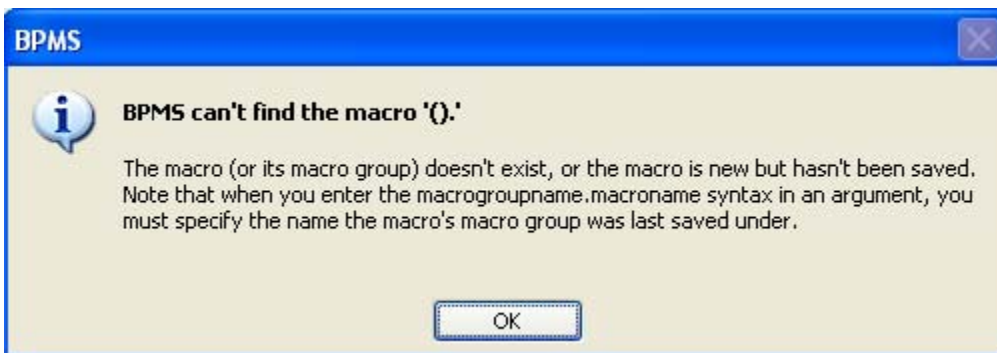 BPMS
BPMS can't find the macro '().'
The macro (or its macro group) doesn't exist, or the macro is new but hasn't been saved.
Note that when you enter the macrogroupname.macroname syntax in an argument, you
must specify the name the macro's macro group was last saved under.
OK